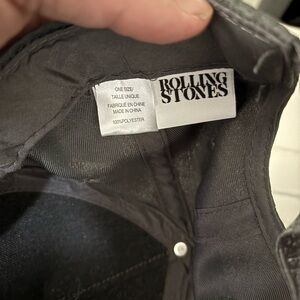 ONE SIZE/
TAILLE UNIQUE
FABRIQUÉ EN CHINE
MADE IN CHINA
100% POLYESTER
ROLLING
STONES